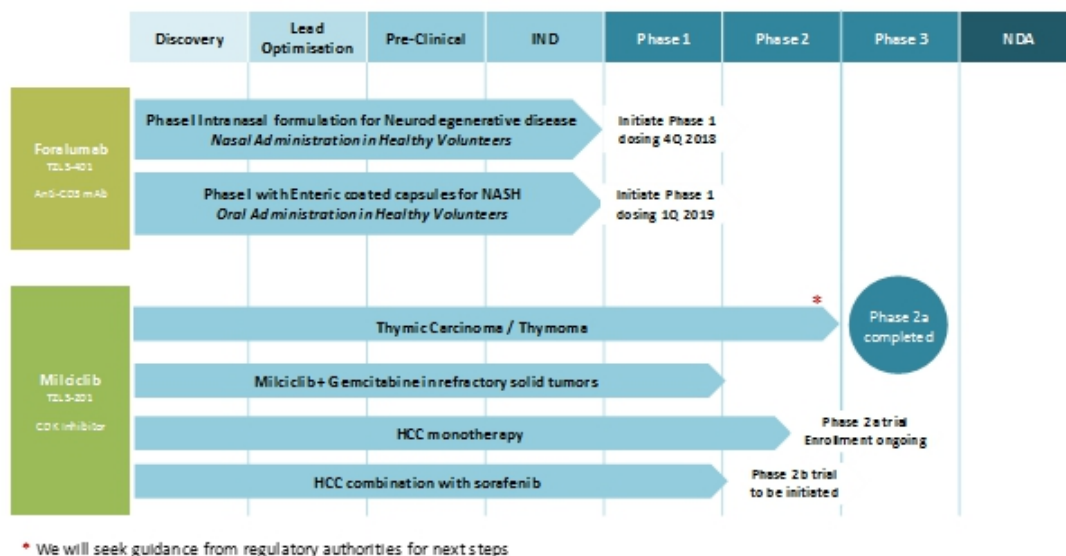 Discovery
Lead
Optimisation
Pre-Clinical
IND
Phase 1
Phase 2
Phase 3
NDA
Foralumab
TZLS-401
Anti-CD3 mAb
Phase I Intranasal formulation for Neurodegenerative disease
Nasal Administration in Healthy Volunteers
Initiate Phase 1
dosing 4Q 2018
Phase I with Enteric coated capsules for NASH
Oral Administration in Healthy Volunteers
Initiate Phase 1
dosing 1Q 2019
Milciclib
TZLS-201
CDK Inhibitor
*
Thymic Carcinoma / Thymoma
Phase 2a
completed
Milciclib + Gemcitabine in refractory solid tumors
HCC monotherapy
Phase 2a trial
Enrollment ongoing
HCC combination with sorafenib
Phase 2b trial
to be initiated
* We will seek guidance from regulatory authorities for next steps